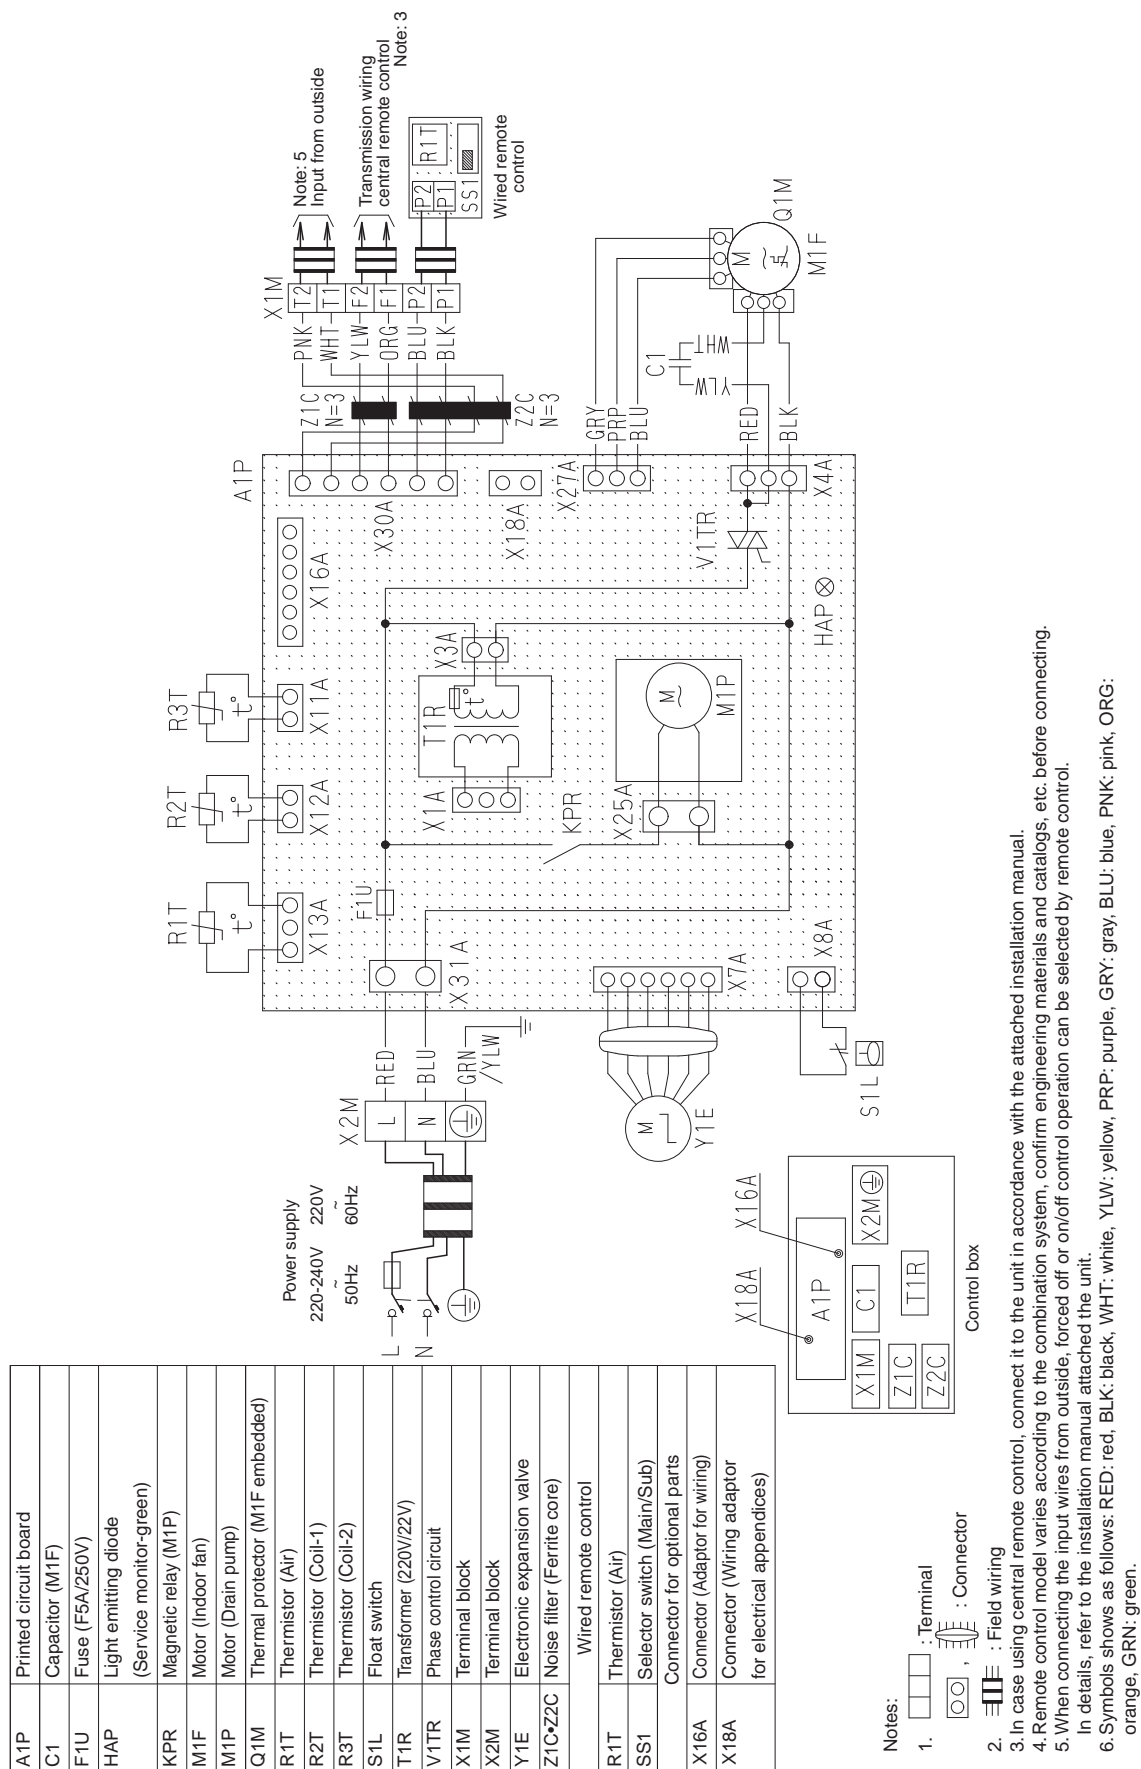 A1P Printed circuit board
C1 Capacitor (M1F)
F1U Fuse (F5A/250V)
HAP Light emitting diode
(Service monitor-green)
KPR Magnetic relay (M1P)
M1F Motor (Indoor fan)
M1P Motor (Drain pump)
Q1M Thermal protector (M1F embedded)
R1T Thermistor (Air)
R2T Thermistor (Coil-1)
R3T Thermistor (Coil-2)
S1L Float switch
T1R Transformer (220V/22V)
V1TR Phase control circuit
X1M Terminal block
X2M Terminal block
Y1E Electronic expansion valve
Z1C•Z2C Noise filter (Ferrite core)
Wired remote control
R1T Thermistor (Air)
SS1 Selector switch (Main/Sub)
Connector for optional parts
X16A Connector (Adaptor for wiring)
X18A Connector (Wiring adaptor
for electrical appendices)
Power supply
220-240V 220V
~ ~
50Hz 60Hz
L
N
X2M
L
N
RED
BLU
GRN
/YLW
R1T
t°
X13A
R2T
t°
X12A
R3T
t°
X11A
X16A
A1P
X31A
F1U
X30A
X18A
X27A
X1A
T1R
t°
X3A
KPR
X25A
M
~
M1P
V1TR
X4A
HAP
X7A
M
Y1E
X8A
S1L
Z1C
N=3
Z2C
N=3
PNK
WHT
YLW
ORG
BLU
BLK
X1M
T2
T1
F2
F1
P2
P1
Note: 5
Input from outside
Transmission wiring
central remote control
Note: 3
P2
P1
R1T
SS1
Wired remote
control
GRY
PRP
BLU
C1
YLW
WHT
RED
BLK
M
~
Q1M
M1F
X18A
X16A
A1P
X1M
C1
X2M
Z1C
T1R
Z2C
Control box
Notes:
1. : Terminal
, : Connector
2. : Field wiring
3. In case using central remote control, connect it to the unit in accordance with the attached installation manual.
4. Remote control model varies according to the combination system, confirm engineering materials and catalogs, etc. before connecting.
5. When connecting the input wires from outside, forced off or on/off control operation can be selected by remote control.
In details, refer to the installation manual attached the unit.
6. Symbols shows as follows: RED: red, BLK: black, WHT: white, YLW: yellow, PRP: purple, GRY: gray, BLU: blue, PNK: pink, ORG:
orange, GRN: green.